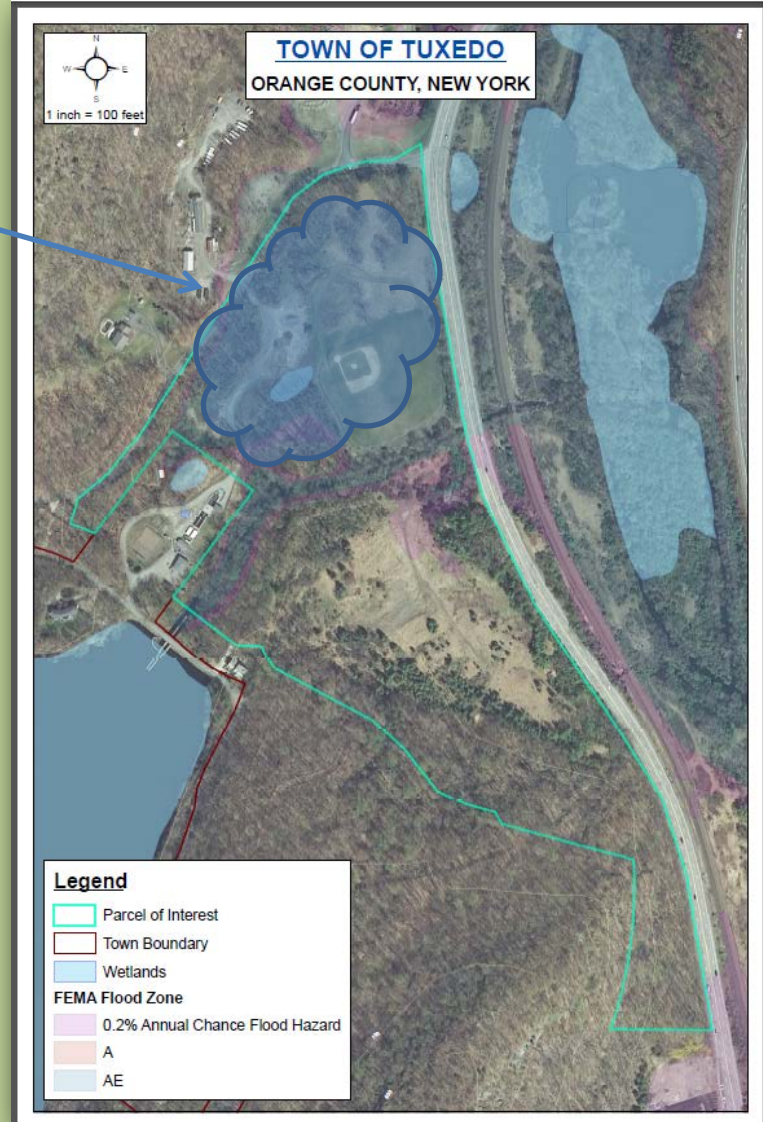 N
W E
S
1 inch = 100 feet
TOWN OF TUXEDO
ORANGE COUNTY, NEW YORK
Legend
Parcel of Interest
Town Boundary
Wetlands
FEMA Flood Zone
0.2% Annual Chance Flood Hazard
A
AE